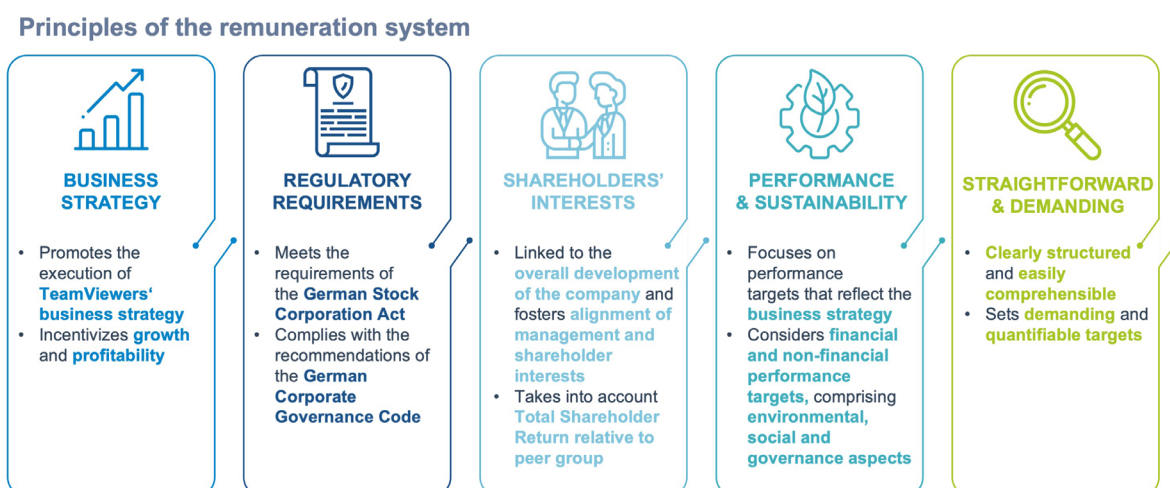 Principles of the remuneration system
BUSINESS
STRATEGY
• Promotes the
execution of
TeamViewers‘
business strategy
• Incentivizes growth
and profitability
REGULATORY
REQUIREMENTS
• Meets the
requirements of
the German Stock
Corporation Act
• Complies with the
recommendations of
the German
Corporate
Governance Code
SHAREHOLDERS’
INTERESTS
• Linked to the
overall development
of the company and
fosters alignment of
management and
shareholder
interests
• Takes into account
Total Shareholder
Return relative to
peer group
PERFORMANCE
& SUSTAINABILITY
• Focuses on
performance
targets that reflect the
business strategy
• Considers financial
and non-financial
performance
targets, comprising
environmental,
social and
governance aspects
STRAIGHTFORWARD
& DEMANDING
• Clearly structured
and easily
comprehensible
• Sets demanding and
quantifiable targets